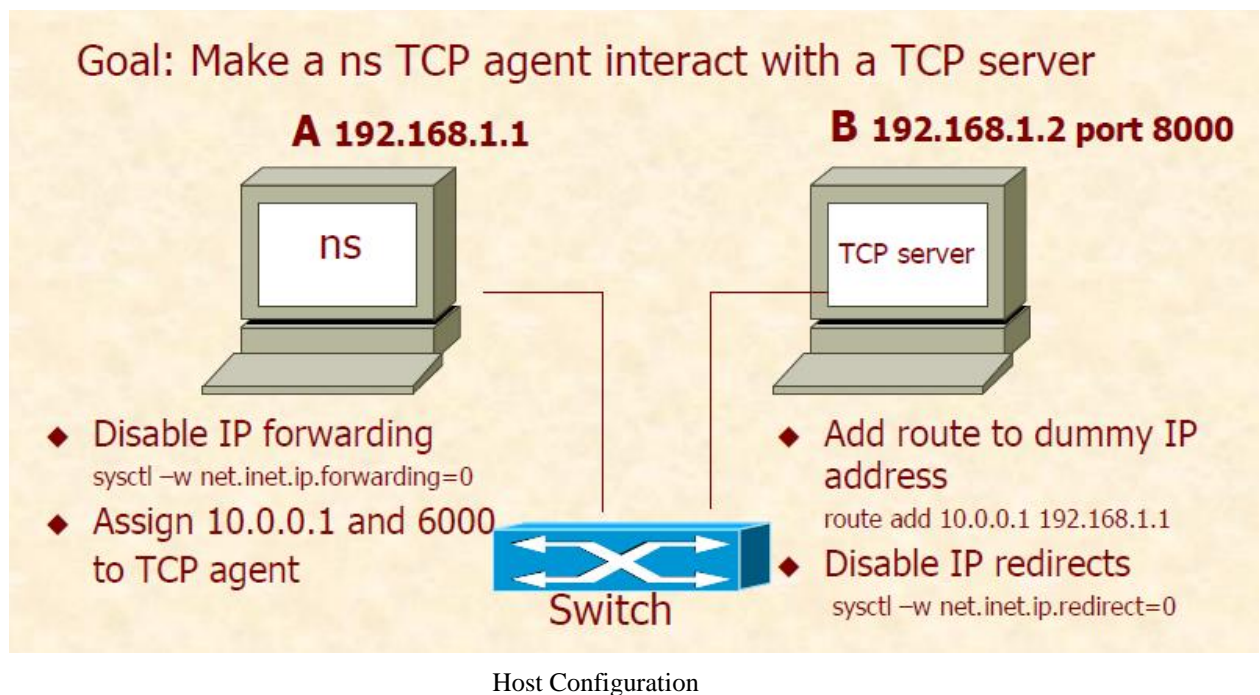 Goal: Make a ns TCP agent interact with a TCP server
A 192.168.1.1
B 192.168.1.2 port 8000
ns
TCP server
◆ Disable IP forwarding
sysctl –w net.inet.ip.forwarding=0
◆ Assign 10.0.0.1 and 6000
to TCP agent
Switch
◆ Add route to dummy IP
address
route add 10.0.0.1 192.168.1.1
◆ Disable IP redirects
sysctl –w net.inet.ip.redirect=0
Host Configuration